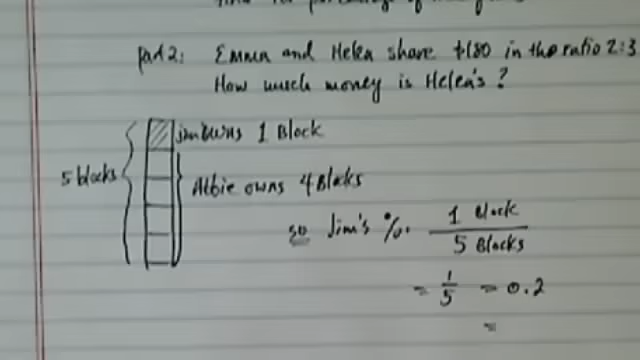 part 2: Emma and Helen share $180 in the ratio 2:3
How much money is Helen's?
Jim owns 1 Block
5 blocks
Albie owns 4 Blocks
so Jim's %. 1 Block
5 Blocks
= 1/5 = 0.2
=